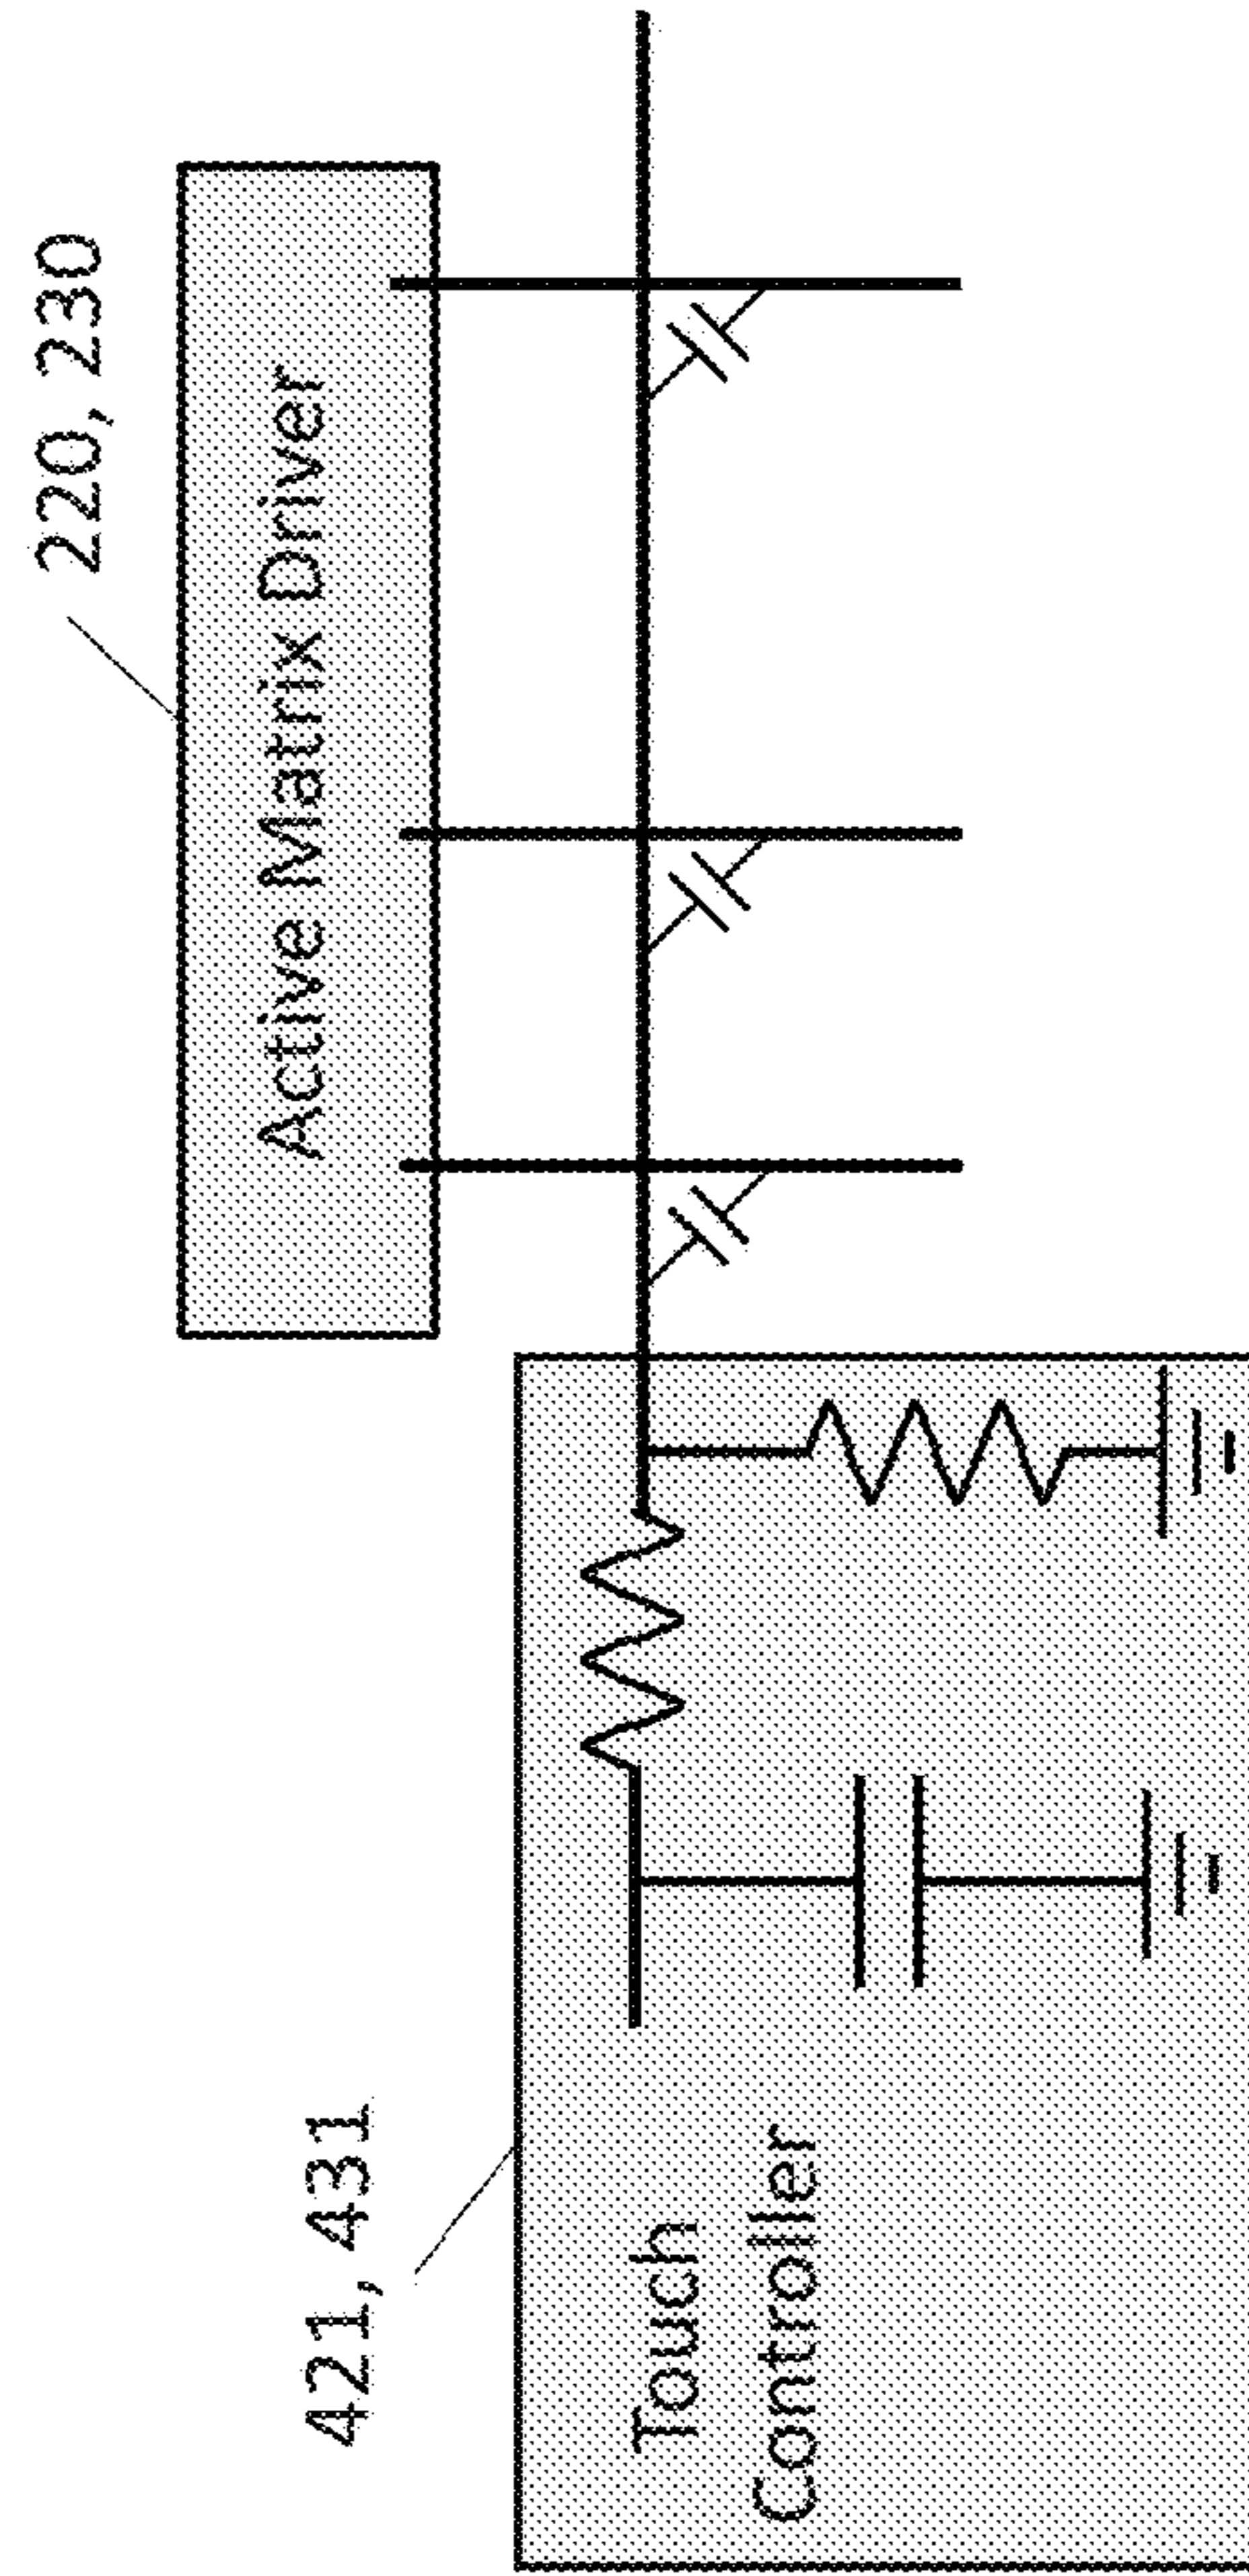 220, 230
Active Matrix Driver
421, 431
Touch
Controller